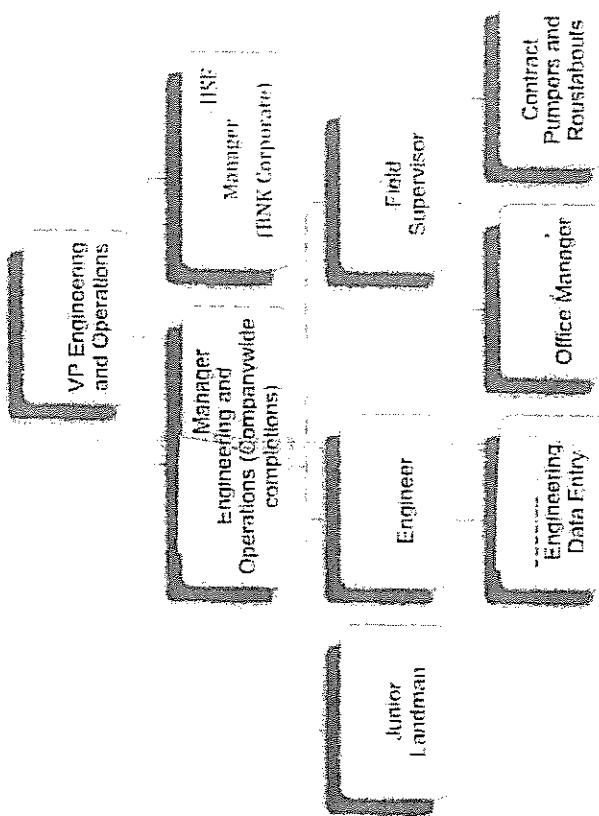 VP Engineering
and Operations
Manager
Engineering and
Operations (Companywide
completions)
HSE
Manager
(BNK Corporate)
Junior
Landman
Engineer
Field
Supervisor
Engineering
Data Entry
Office Manager
Contract
Pumpers and
Roustabouts